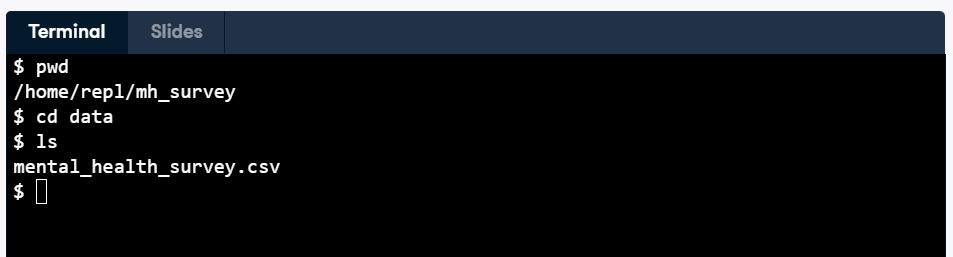 Terminal Slides
$ pwd
/home/repl/mh_survey
$ cd data
$ ls
mental_health_survey.csv
$